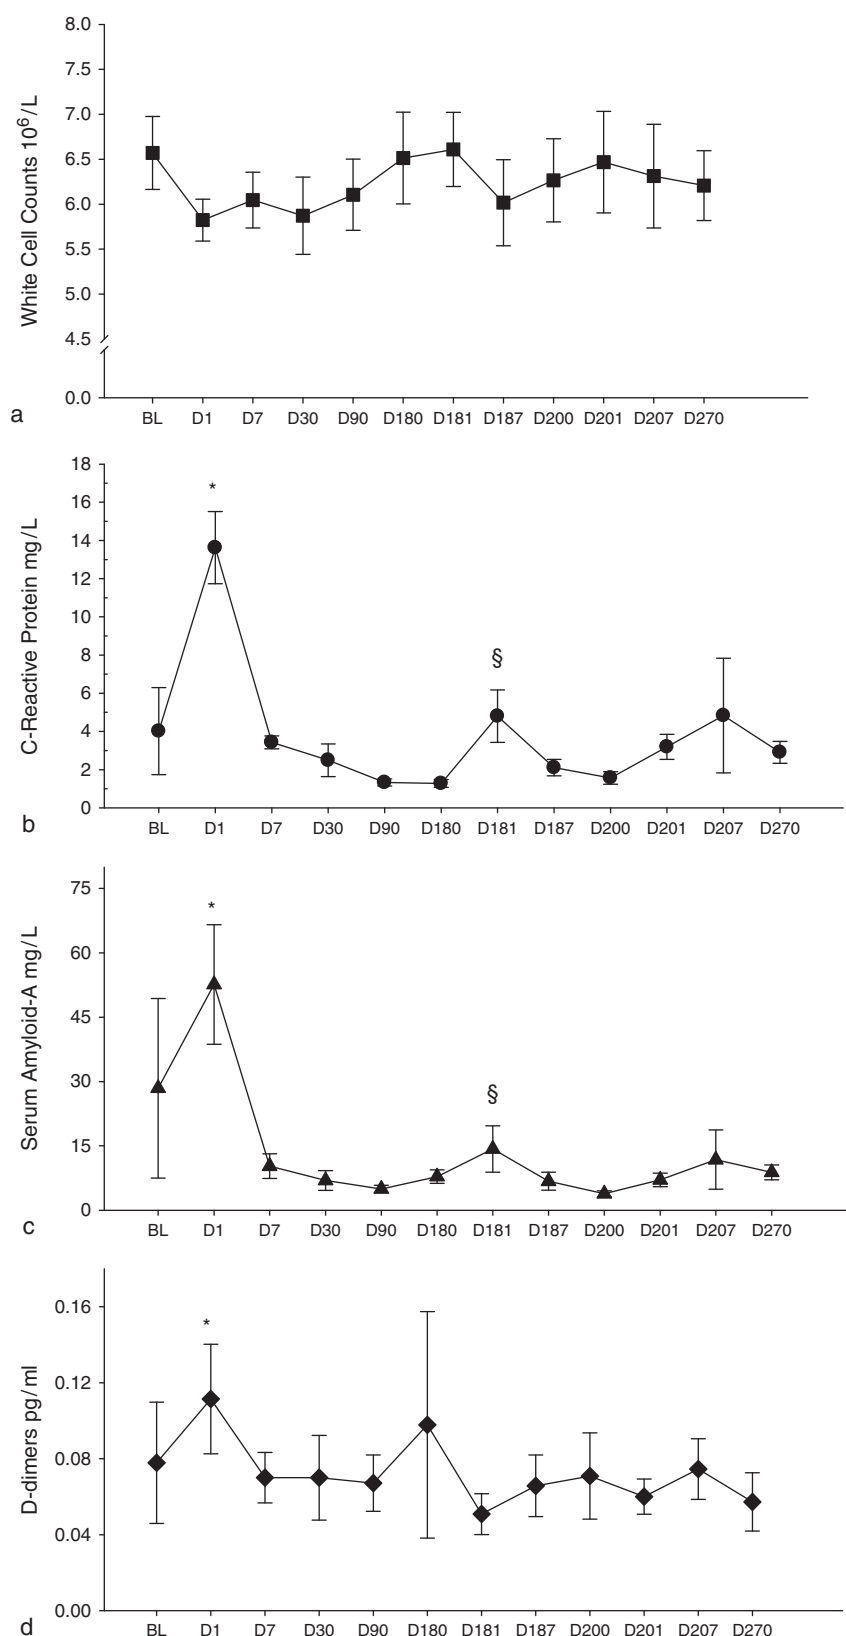 8.0
7.5
7.0
6.5
6.0
5.5
5.0
4.5
0.0
White Cell Counts 10⁶/L
BL D1 D7 D30 D90 D180 D181 D187 D200 D201 D207 D270
a
18
16
14
12
10
8
6
4
2
0
C-Reactive Protein mg/L
*
§
BL D1 D7 D30 D90 D180 D181 D187 D200 D201 D207 D270
b
75
60
45
30
15
0
Serum Amyloid-A mg/L
*
§
BL D1 D7 D30 D90 D180 D181 D187 D200 D201 D207 D270
c
0.16
0.12
0.08
0.04
0.00
D-dimers pg/ml
*
BL D1 D7 D30 D90 D180 D181 D187 D200 D201 D207 D270
d